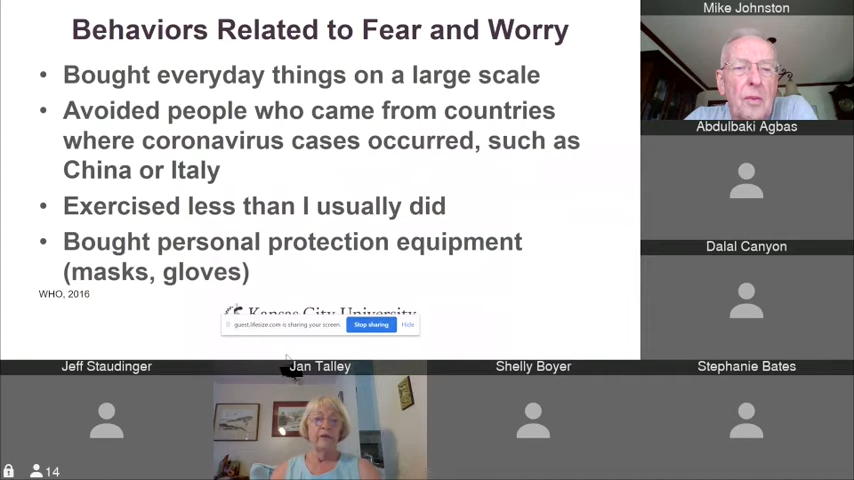 Behaviors Related to Fear and Worry
• Bought everyday things on a large scale
• Avoided people who came from countries
where coronavirus cases occurred, such as
China or Italy
• Exercised less than I usually did
• Bought personal protection equipment
(masks, gloves)
WHO, 2016
Kansas City University
guest.lifesize.com is sharing your screen.
Stop sharing
Hide
Mike Johnston
Abdulbaki Agbas
Dalal Canyon
Jeff Staudinger
Jan Talley
Shelly Boyer
Stephanie Bates
14